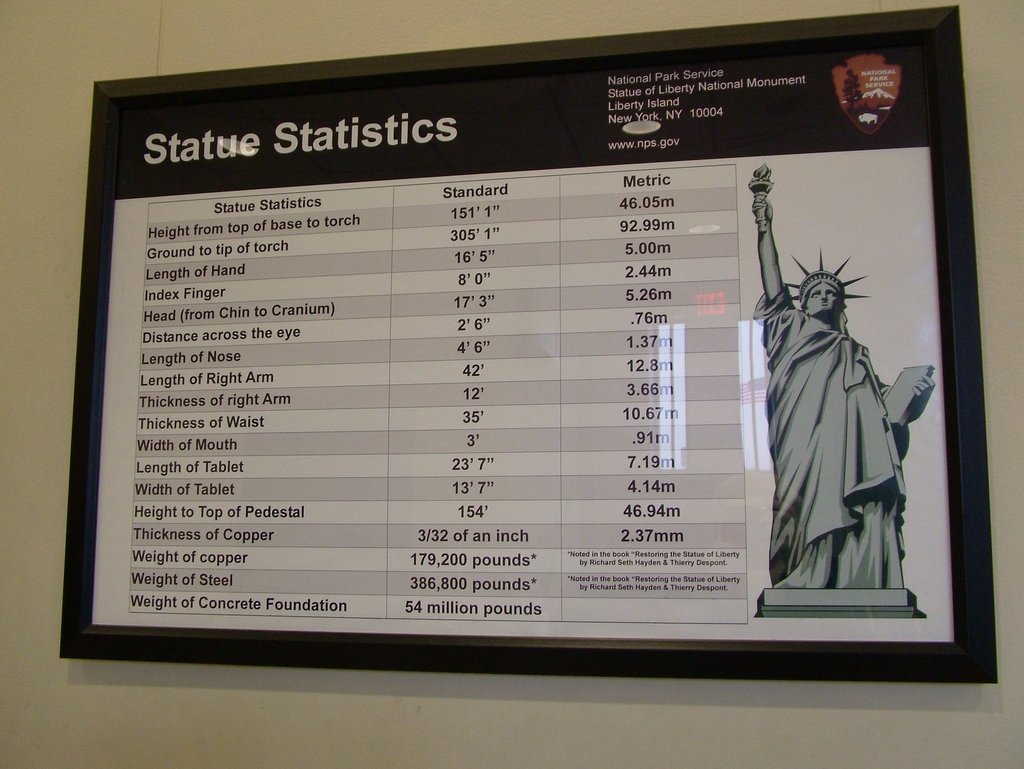 National Park Service
Statue of Liberty National Monument
Liberty Island
New York, NY 10004
www.nps.gov
NATIONAL
PARK
SERVICE
Statue Statistics
Statue Statistics Standard Metric
Height from top of base to torch 151' 1" 46.05m
Ground to tip of torch 305' 1" 92.99m
Length of Hand 16' 5" 5.00m
Index Finger 8' 0" 2.44m
Head (from Chin to Cranium) 17' 3" 5.26m
Distance across the eye 2' 6" .76m
Length of Nose 4' 6" 1.37m
Length of Right Arm 42' 12.8m
Thickness of right Arm 12' 3.66m
Thickness of Waist 35' 10.67m
Width of Mouth 3' .91m
Length of Tablet 23' 7" 7.19m
Width of Tablet 13' 7" 4.14m
Height to Top of Pedestal 154' 46.94m
Thickness of Copper 3/32 of an inch 2.37mm
Weight of copper 179,200 pounds* *Noted in the book "Restoring the Statue of Liberty
by Richard Seth Hayden & Thierry Despont.
Weight of Steel 386,800 pounds* *Noted in the book "Restoring the Statue of Liberty
by Richard Seth Hayden & Thierry Despont.
Weight of Concrete Foundation 54 million pounds
EXIT